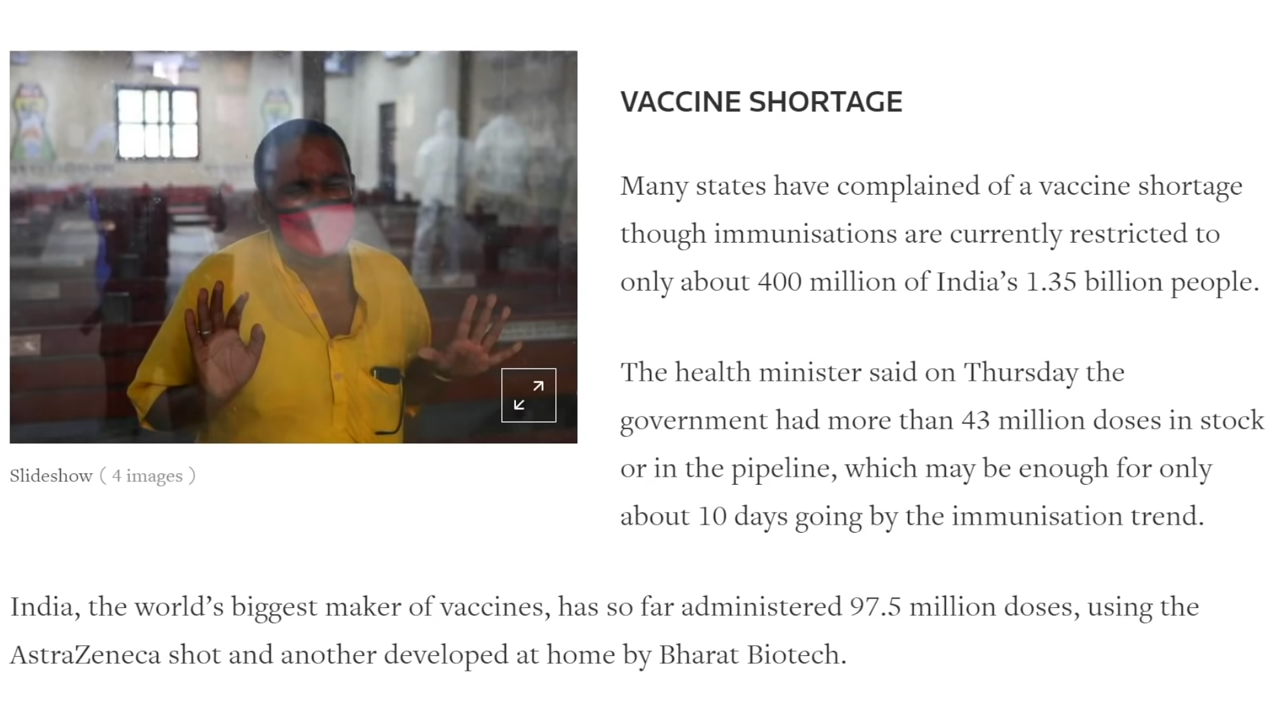 VACCINE SHORTAGE
Many states have complained of a vaccine shortage
though immunisations are currently restricted to
only about 400 million of India’s 1.35 billion people.
The health minister said on Thursday the
government had more than 43 million doses in stock
or in the pipeline, which may be enough for only
about 10 days going by the immunisation trend.
Slideshow ( 4 images )
India, the world’s biggest maker of vaccines, has so far administered 97.5 million doses, using the
AstraZeneca shot and another developed at home by Bharat Biotech.